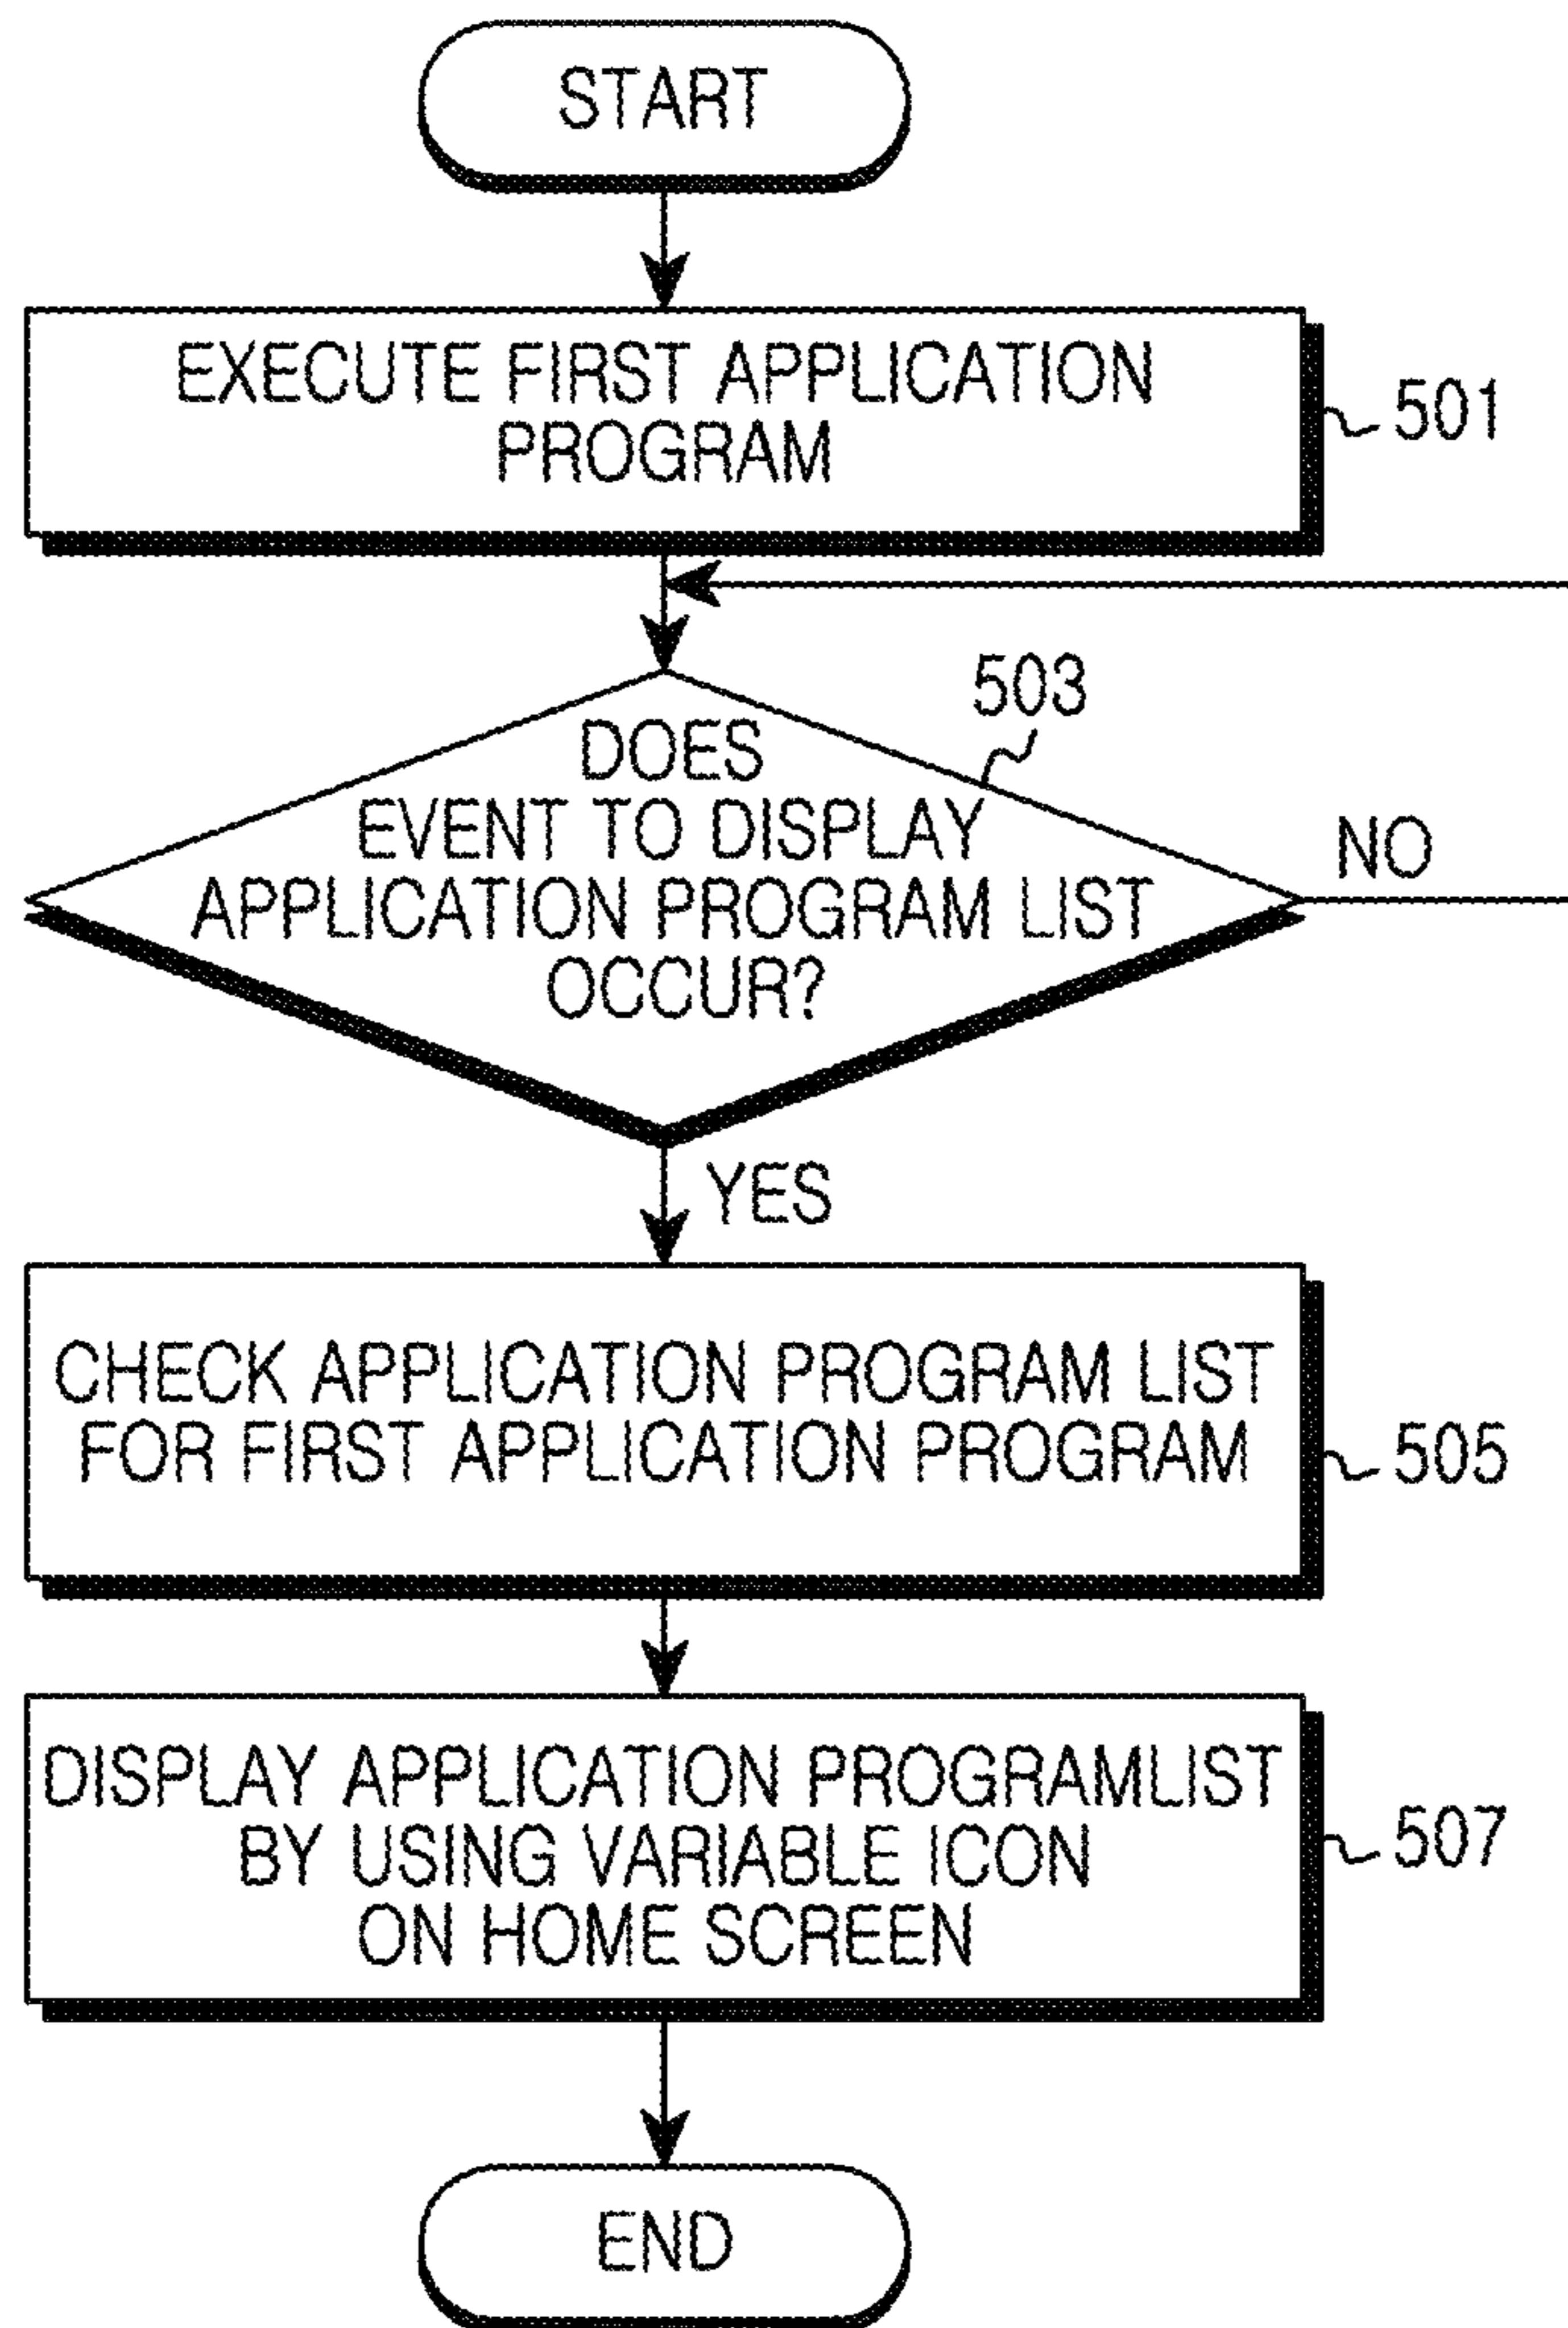 START
EXECUTE FIRST APPLICATION
PROGRAM
501
503
DOES
EVENT TO DISPLAY
APPLICATION PROGRAM LIST
OCCUR?
NO
YES
CHECK APPLICATION PROGRAM LIST
FOR FIRST APPLICATION PROGRAM
505
DISPLAY APPLICATION PROGRAMLIST
BY USING VARIABLE ICON
ON HOME SCREEN
507
END